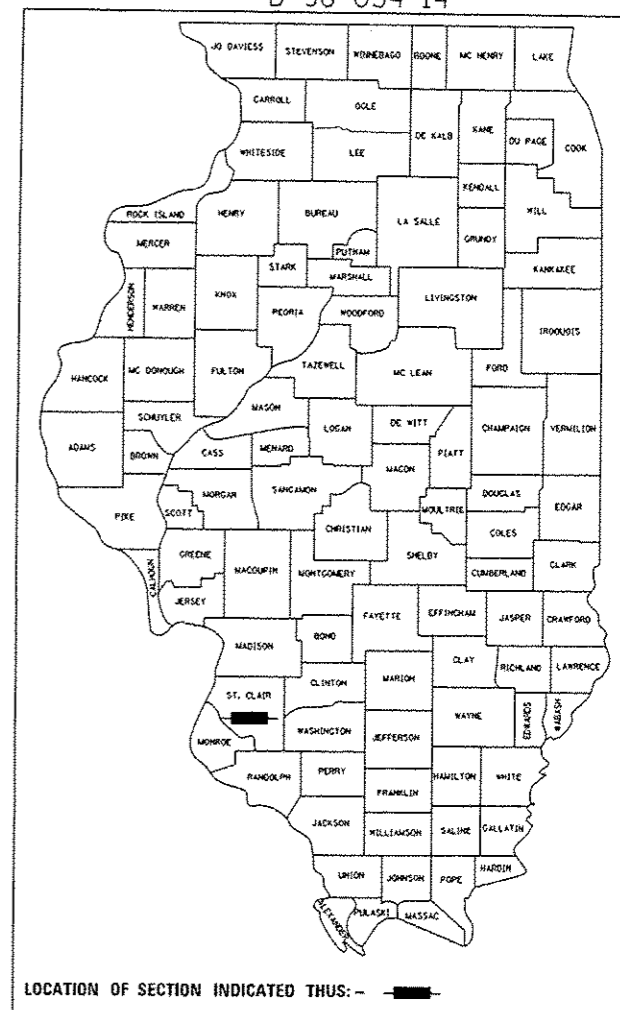 D-98-034-14
JO DAVIESS STEVENSON WINNEBAGO BOONE MC HENRY LAKE
CARROLL OGLE
DE KALB KANE DU PAGE COOK
WHITESIDE LEE
KENDALL
ROCK ISLAND HENRY BUREAU LA SALLE WILL
MERCER GRUNDY
PUTNAM
STARK MARSHALL KANKAKEE
HENDERSON WARREN KNOX PEORIA WOODFORD LIVINGSTON
IROQUOIS
HANCOCK MC DONOUGH FULTON TAZEWELL MC LEAN FORD
MASON
SCHUYLER LOGAN DE WITT CHAMPAIGN VERMILION
ADAMS BROWN CASS MENARD MACON PIATT
MORGAN SANGAMON DOUGLAS
PIKE SCOTT MOULTRIE EDGAR
CHRISTIAN COLES
GREENE SHELBY
CALHOUN MACOUPIN MONTGOMERY CUMBERLAND CLARK
JERSEY
FAYETTE EFFINGHAM JASPER CRAWFORD
MADISON BOND
CLAY RICHLAND LAWRENCE
CLINTON MARION
ST. CLAIR
WAYNE EDWARDS WABASH
MONROE WASHINGTON JEFFERSON
RANDOLPH PERRY HAMILTON WHITE
FRANKLIN
JACKSON WILLIAMSON SALINE GALLATIN
HARDIN
UNION JOHNSON POPE
ALEXANDER PULASKI MASSAC
LOCATION OF SECTION INDICATED THUS: -